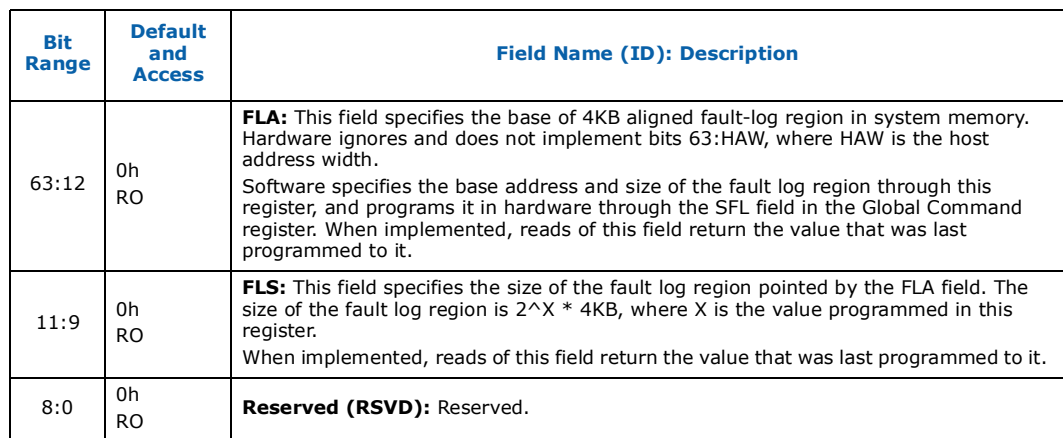 Bit Range
Default and Access
Field Name (ID): Description
63:12
0h
RO
FLA: This field specifies the base of 4KB aligned fault-log region in system memory.
Hardware ignores and does not implement bits 63:HAW, where HAW is the host
address width.
Software specifies the base address and size of the fault log region through this
register, and programs it in hardware through the SFL field in the Global Command
register. When implemented, reads of this field return the value that was last
programmed to it.
11:9
0h
RO
FLS: This field specifies the size of the fault log region pointed by the FLA field. The
size of the fault log region is 2^X * 4KB, where X is the value programmed in this
register.
When implemented, reads of this field return the value that was last programmed to it.
8:0
0h
RO
Reserved (RSVD): Reserved.